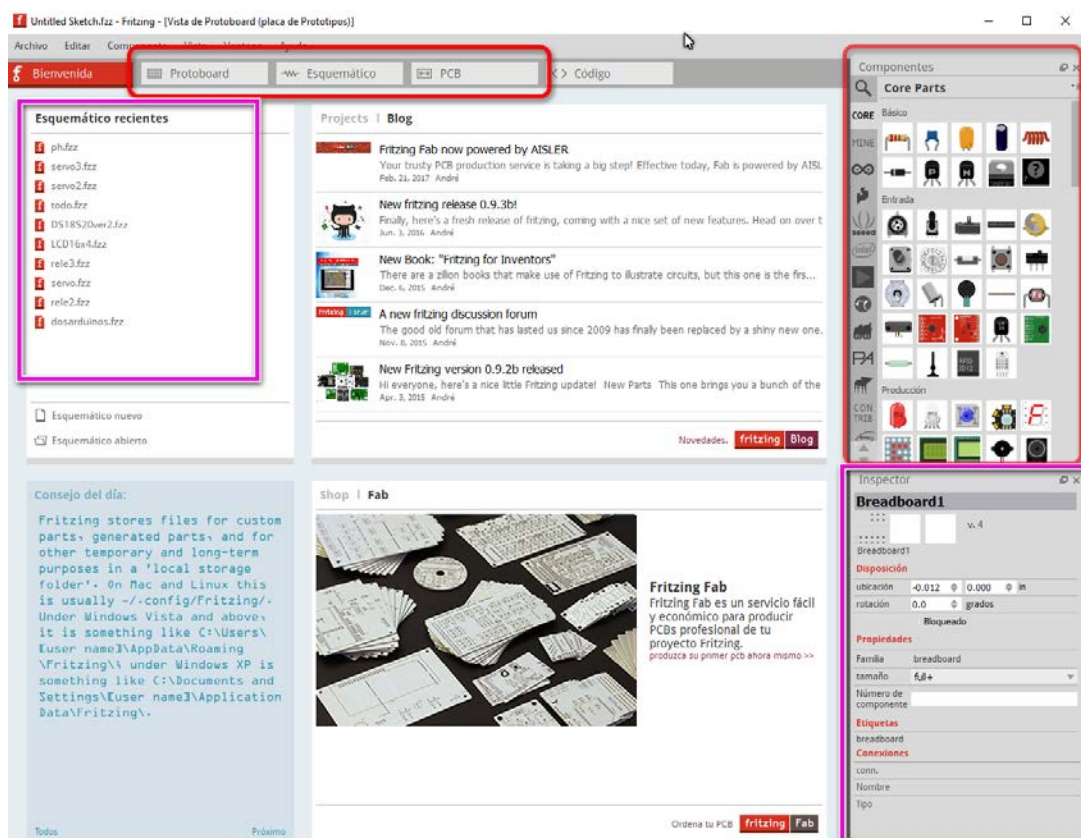 Untitled Sketch.fzz - Fritzing - [Vista de Protoboard (placa de Prototipos)]
Archivo Editar
Bienvenida Protoboard Esquemático PCB Código
Esquemático recientes
ph.fzz
servo3.fzz
servo2.fzz
todo.fzz
DS18S20ver2.fzz
LCD16x4.fzz
rele3.fzz
servo.fzz
rele2.fzz
dosarduinos.fzz
Esquemático nuevo
Esquemático abierto
Projects | Blog
Fritzing Fab now powered by AISLER
Your trusty PCB production service is taking a big step! Effective today, Fab is powered by AISL
Feb. 21, 2017 André
New fritzing release 0.9.3b!
Finally, here's a fresh release of fritzing, coming with a nice set of new features. Head on over t
Jun. 3, 2016 André
New Book: "Fritzing for Inventors"
There are a zillion books that make use of Fritzing to illustrate circuits, but this one is the firs...
Dec. 6, 2015 André
A new fritzing discussion forum
The good old forum that has lasted us since 2009 has finally been replaced by a shiny new one.
Nov. 8, 2015 André
New Fritzing version 0.9.2b released
Hi everyone, here's a nice little Fritzing update! New Parts This one brings you a bunch of the
Apr. 3, 2015 André
Novedades. fritzing Blog
Consejo del día:
Fritzing stores files for custom
parts, generated parts, and for
other temporary and long-term
purposes in a 'local storage
folder'. On Mac and Linux this
is usually ~/.config/Fritzing/.
Under Windows Vista and above,
it is something like C:\Users\
[user name]\AppData\Roaming
\Fritzing\; under Windows XP is
something like C:\Documents and
Settings\[user name]\Application
Data\Fritzing\.
Todos Próximo
Shop | Fab
Fritzing Fab
Fritzing Fab es un servicio fácil
y económico para producir
PCBs profesional de tu
proyecto Fritzing.
produzca su primer pcb ahora mismo >>
Ordena tu PCB fritzing Fab
Componentes
Core Parts
CORE
MINE
CON
TRIB
Básico
Entrada
Producción
Inspector
Breadboard1
v. 4
Breadboard1
Disposición
ubicación -0.012 0.000 in
rotación 0.0 grados
Bloqueado
Propiedades
Familia breadboard
tamaño full+
Número de
componente
Etiquetas
breadboard
Conexiones
conn.
Nombre
Tipo